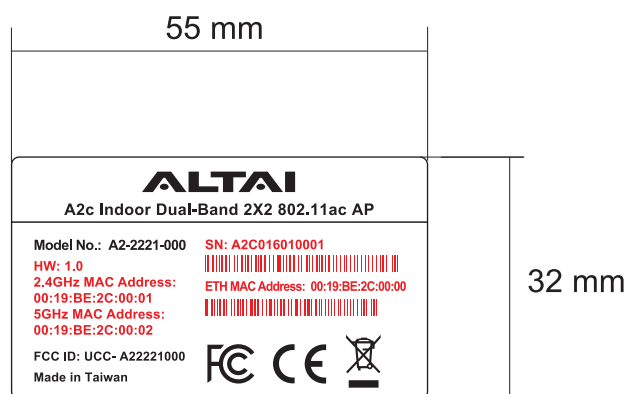 55 mm
ALTAI
A2c Indoor Dual-Band 2X2 802.11ac AP
Model No.: A2-2221-000
HW: 1.0
2.4GHz MAC Address:
00:19:BE:2C:00:01
5GHz MAC Address:
00:19:BE:2C:00:02
FCC ID: UCC- A22221000
Made in Taiwan
SN: A2C016010001
ETH MAC Address: 00:19:BE:2C:00:00
FC CE
32 mm